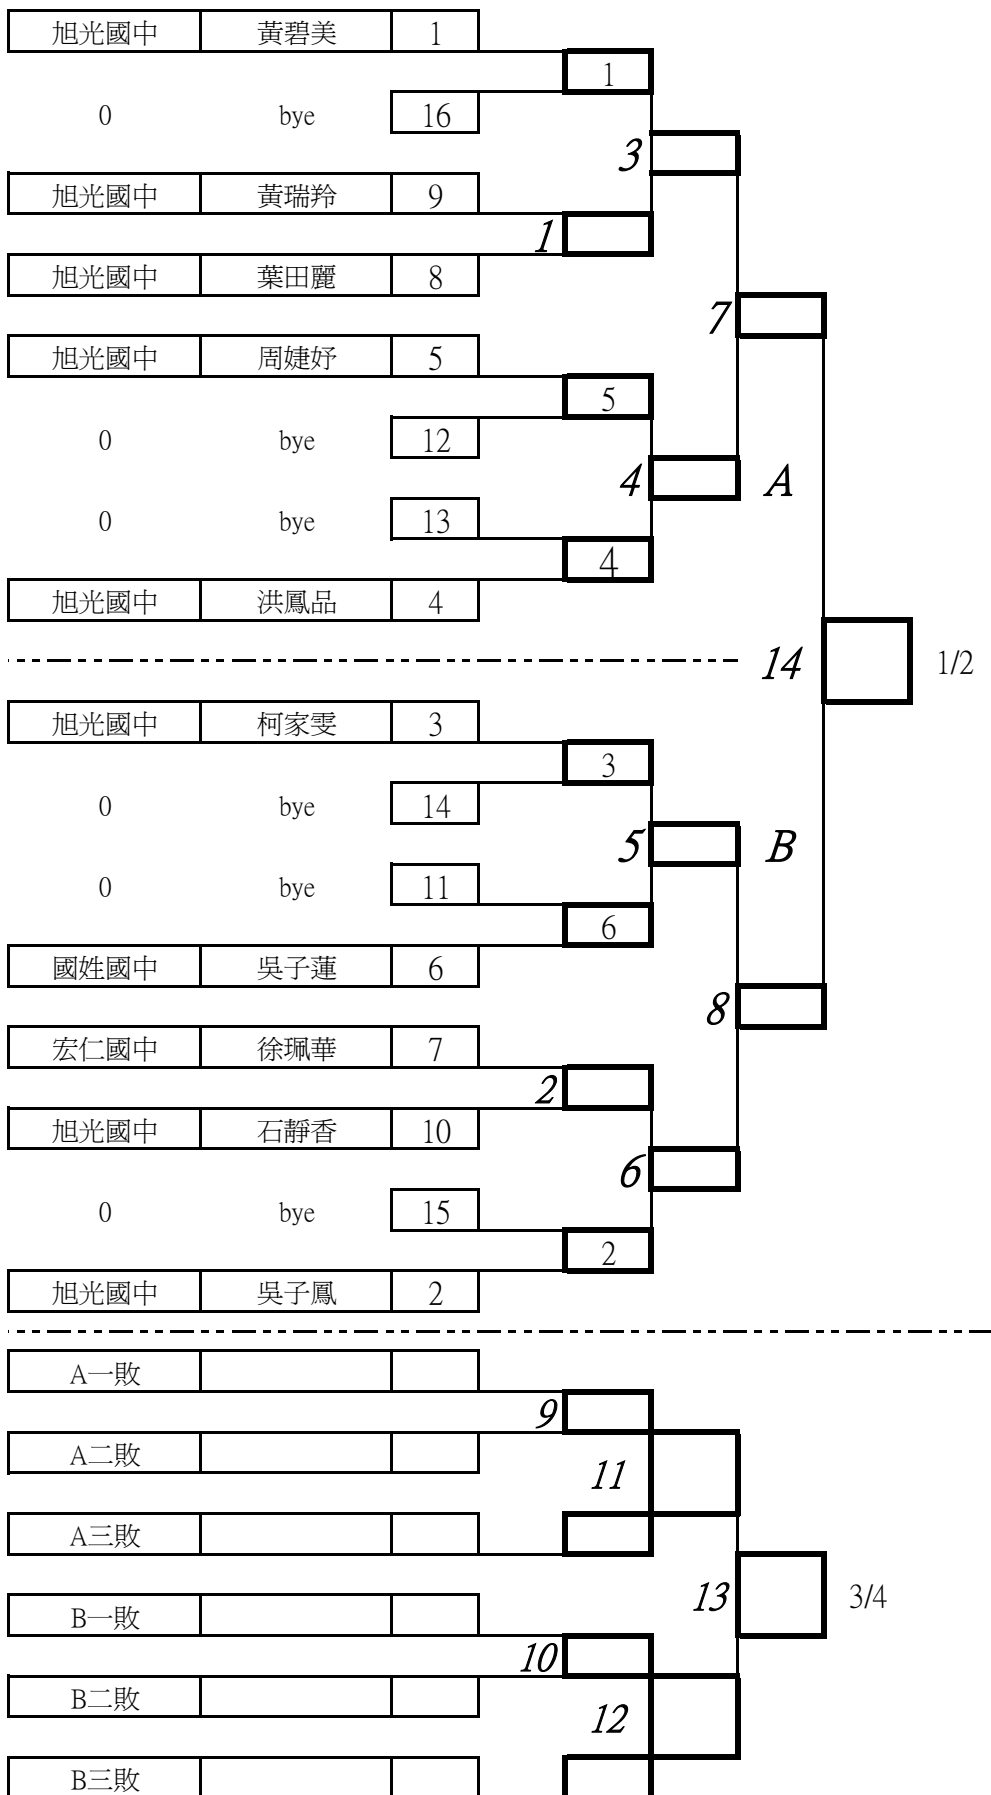 旭光國中 黃碧美 1
1
0 bye 16
3
旭光國中 黃瑞羚 9
1
旭光國中 葉田麗 8
7
旭光國中 周婕妤 5
5
0 bye 12
4 A
0 bye 13
4
旭光國中 洪鳳品 4
14 1/2
旭光國中 柯家雯 3
3
0 bye 14
5 B
0 bye 11
6
國姓國中 吳子蓮 6
8
宏仁國中 徐珮華 7
2
旭光國中 石靜香 10
6
0 bye 15
2
旭光國中 吳子鳳 2
A一敗
9
A二敗
11
A三敗
13 3/4
B一敗
10
B二敗
12
B三敗